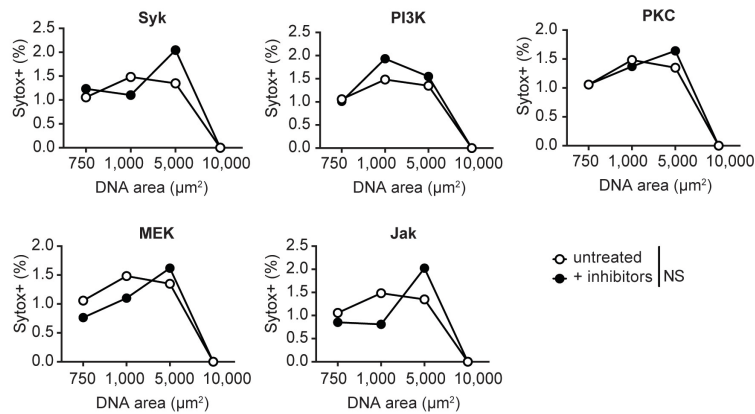 Syk
Sytox+ (%)
2.5
2.0
1.5
1.0
0.5
0.0
750 1,000 5,000 10,000
DNA area (µm²)
PI3K
Sytox+ (%)
2.5
2.0
1.5
1.0
0.5
0.0
750 1,000 5,000 10,000
DNA area (µm²)
PKC
Sytox+ (%)
2.0
1.5
1.0
0.5
0.0
750 1,000 5,000 10,000
DNA area (µm²)
MEK
Sytox+ (%)
2.0
1.5
1.0
0.5
0.0
750 1,000 5,000 10,000
DNA area (µm²)
Jak
Sytox+ (%)
2.5
2.0
1.5
1.0
0.5
0.0
750 1,000 5,000 10,000
DNA area (µm²)
untreated
+ inhibitors
NS